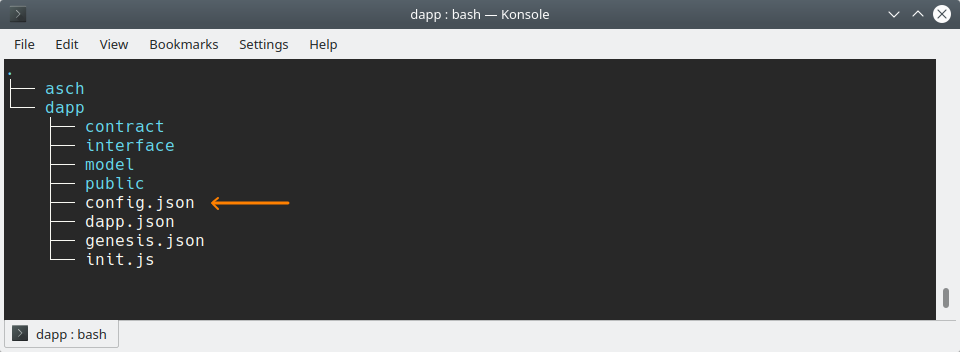 dapp : bash — Konsole
File Edit View Bookmarks Settings Help
.
├── asch
└── dapp
    ├── contract
    ├── interface
    ├── model
    ├── public
    ├── config.json
    ├── dapp.json
    ├── genesis.json
    └── init.js
dapp : bash